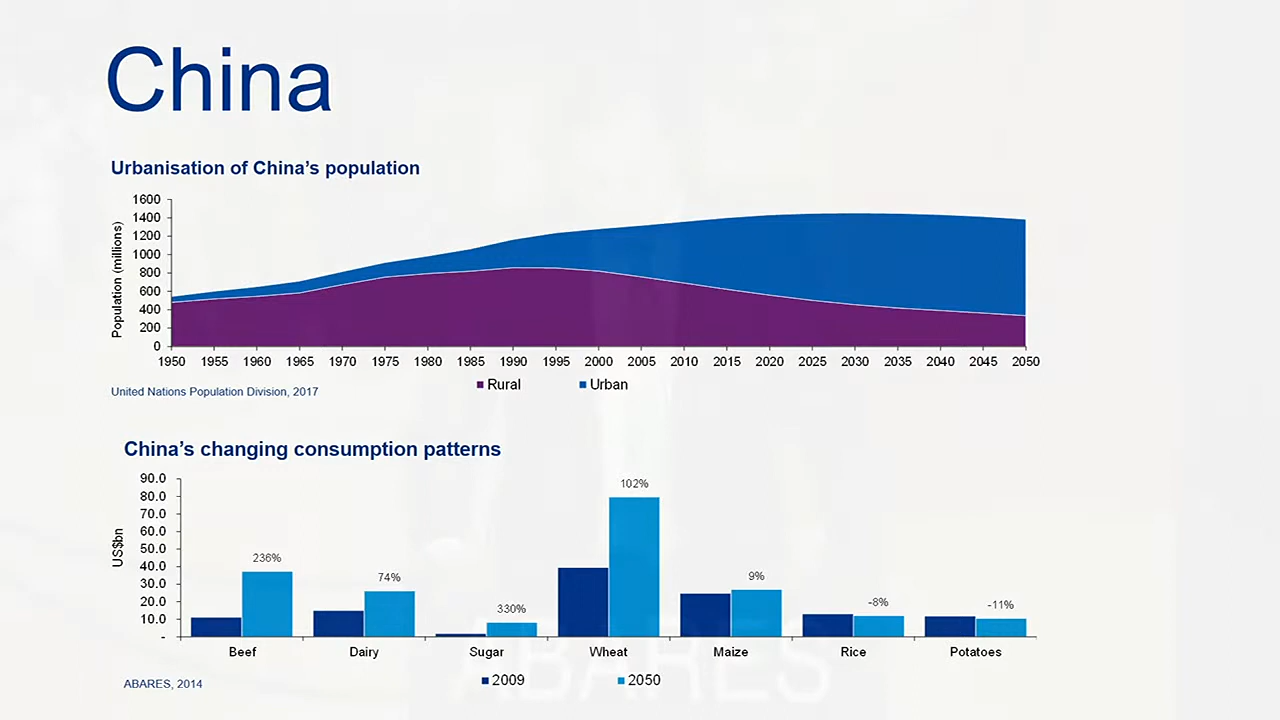 China
Urbanisation of China's population
Population (millions)
1600
1400
1200
1000
800
600
400
200
0
1950 1955 1960 1965 1970 1975 1980 1985 1990 1995 2000 2005 2010 2015 2020 2025 2030 2035 2040 2045 2050
Rural Urban
United Nations Population Division, 2017
China's changing consumption patterns
US$bn
90.0
80.0
70.0
60.0
50.0
40.0
30.0
20.0
10.0
-
236% 74% 330% 102% 9% -8% -11%
Beef Dairy Sugar Wheat Maize Rice Potatoes
2009 2050
ABARES, 2014
ABARES